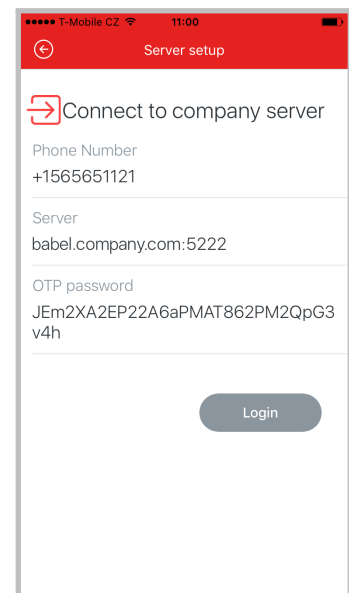 T-Mobile CZ 11:00
Server setup
Connect to company server
Phone Number
+1565651121
Server
babel.company.com:5222
OTP password
JEm2XA2EP22A6aPMAT862PM2QpG3
v4h
Login